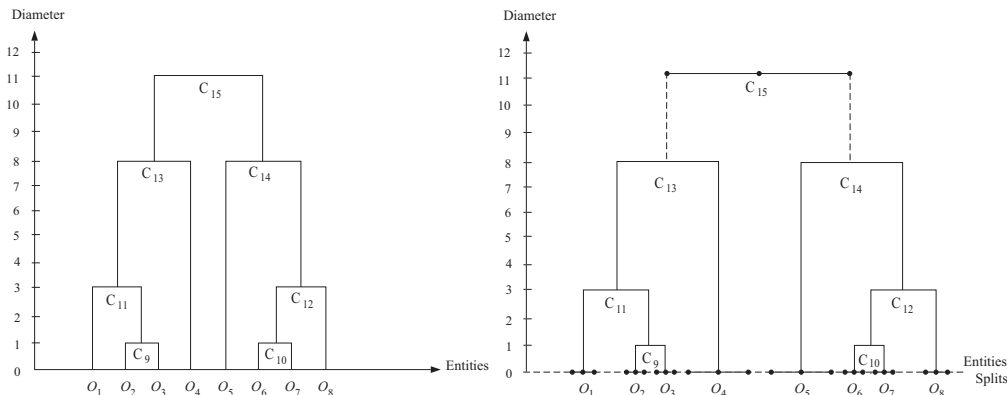 Diameter
12
11
10
9
8
7
6
5
4
3
2
1
0
C15
C13
C14
C11
C12
C9
C10
Entities
O1 O2 O3 O4 O5 O6 O7 O8
Diameter
12
11
10
9
8
7
6
5
4
3
2
1
0
C15
C13
C14
C11
C12
C9
C10
Entities
Splits
O1 O2 O3 O4 O5 O6 O7 O8